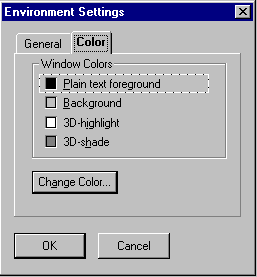 Environment Settings
General Color
Window Colors
Plain text foreground
Background
3D-highlight
3D-shade
Change Color...
OK Cancel